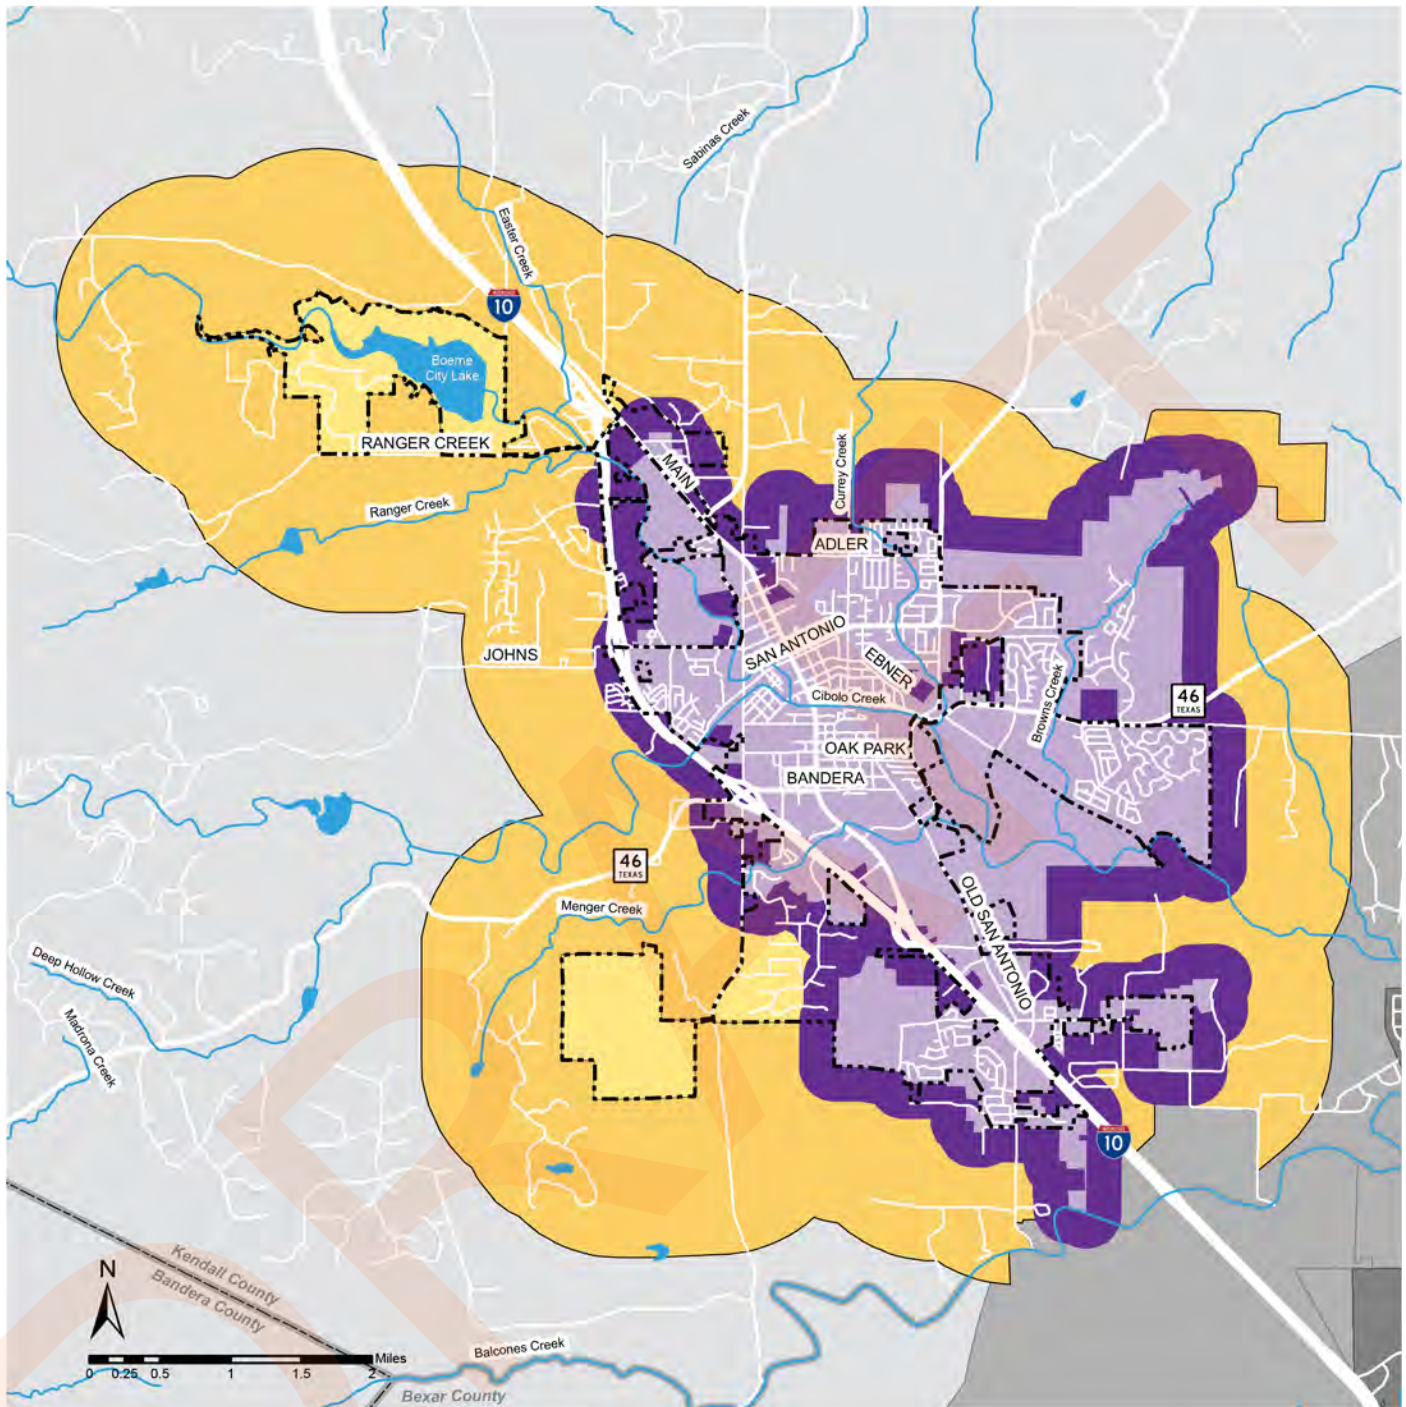 Sabinas Creek
Easter Creek
INTERSTATE
10
Boerne
City Lake
RANGER CREEK
MAIN
Currey Creek
Ranger Creek
ADLER
SAN ANTONIO
JOHNS
EBNER
Cibolo Creek
Browns Creek
46
TEXAS
OAK PARK
BANDERA
46
TEXAS
Menger Creek
OLD SAN ANTONIO
Deep Hollow Creek
Madrona Creek
INTERSTATE
10
Kendall County
Bandera County
N
Miles
0 0.25 0.5 1 1.5 2
Balcones Creek
Bexar County
DRAFT